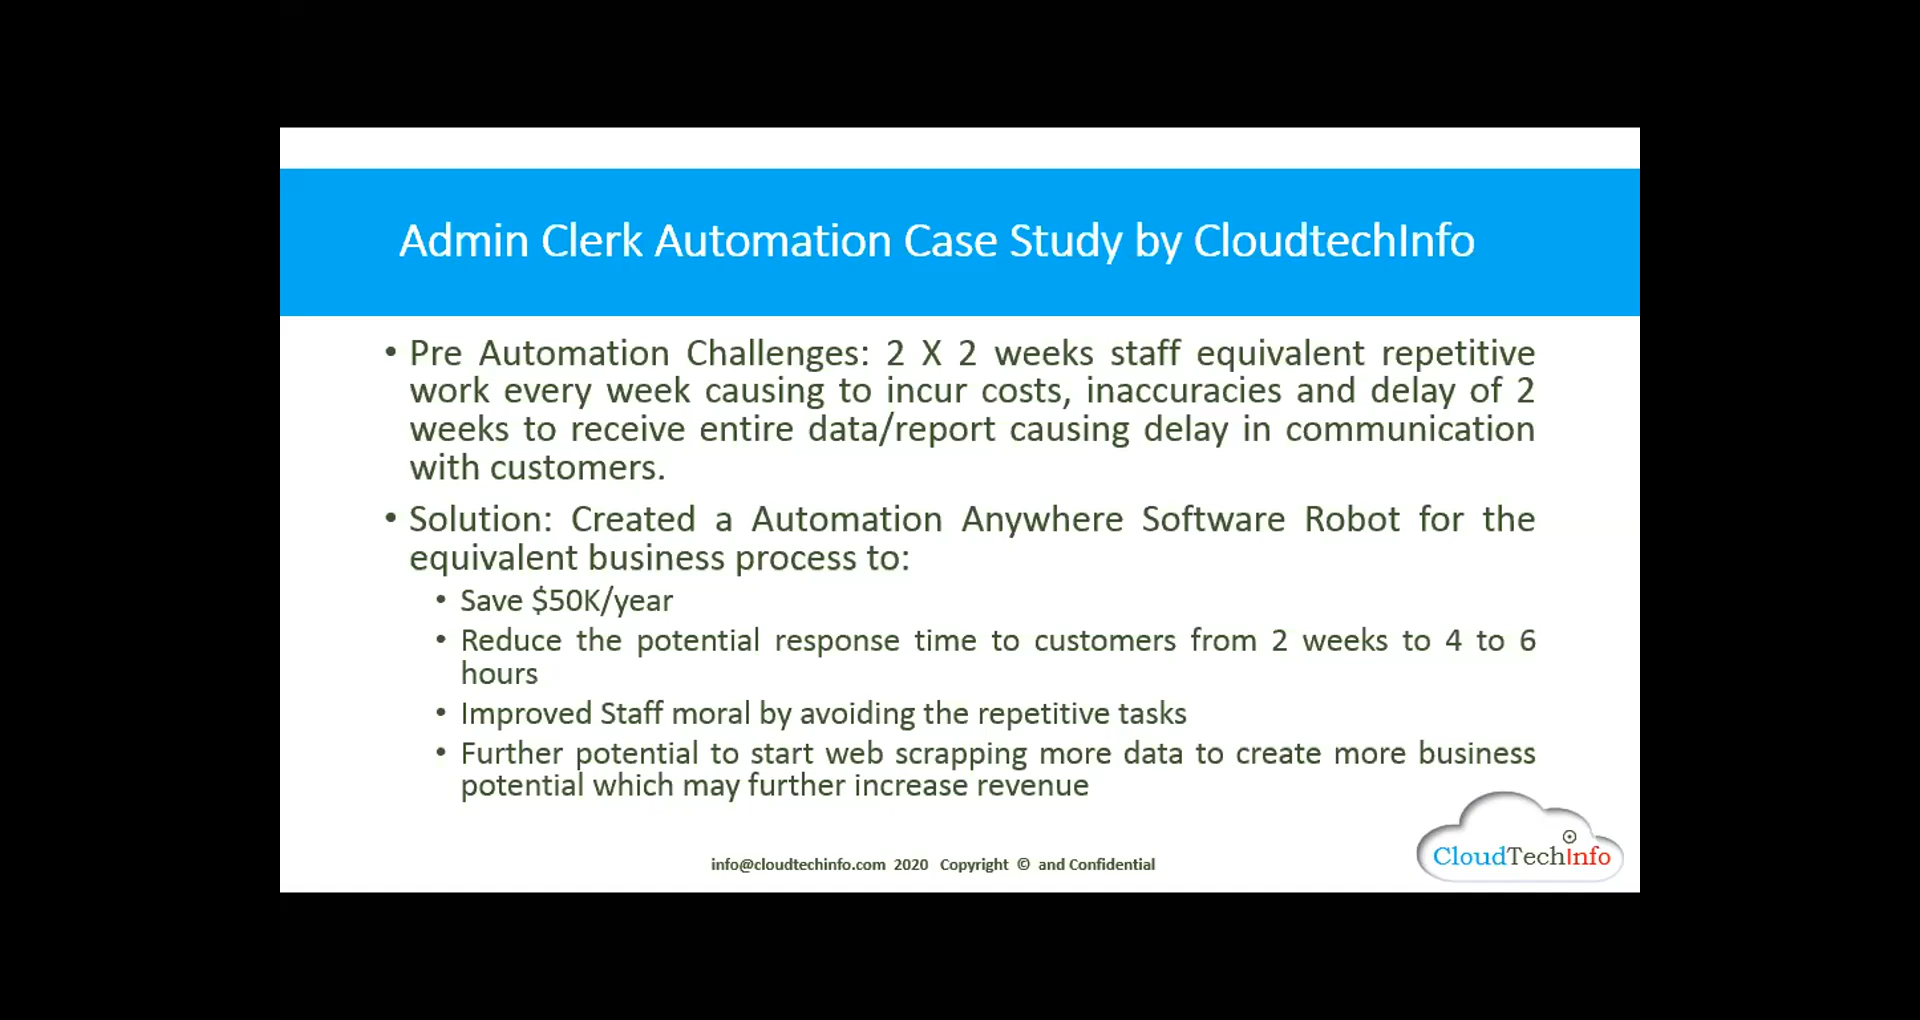 Admin Clerk Automation Case Study by CloudtechInfo
• Pre Automation Challenges: 2 X 2 weeks staff equivalent repetitive
work every week causing to incur costs, inaccuracies and delay of 2
weeks to receive entire data/report causing delay in communication
with customers.
• Solution: Created a Automation Anywhere Software Robot for the
equivalent business process to:
• Save $50K/year
• Reduce the potential response time to customers from 2 weeks to 4 to 6
hours
• Improved Staff moral by avoiding the repetitive tasks
• Further potential to start web scrapping more data to create more business
potential which may further increase revenue
info@cloudtechinfo.com 2020 Copyright © and Confidential
CloudTechInfo